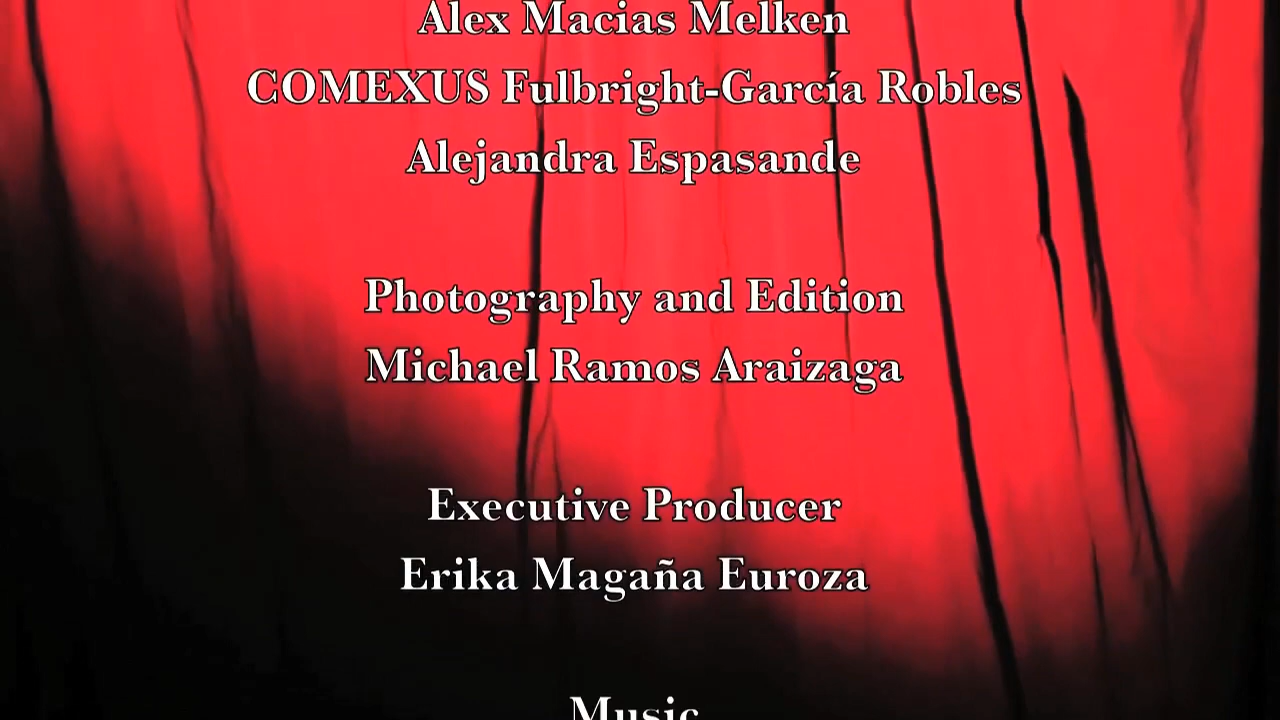 Alex Macias Melken
COMEXUS Fulbright-García Robles
Alejandra Espasande
Photography and Edition
Michael Ramos Araizaga
Executive Producer
Erika Magaña Euroza
Music